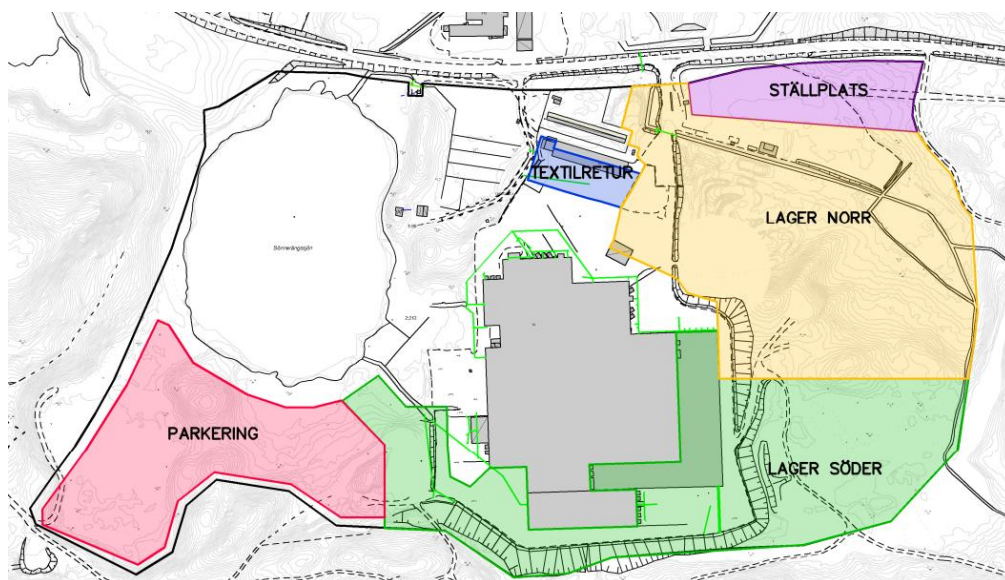 STÄLLPLATS
TEXTILRETUR
LAGER NORR
PARKERING
LAGER SÖDER